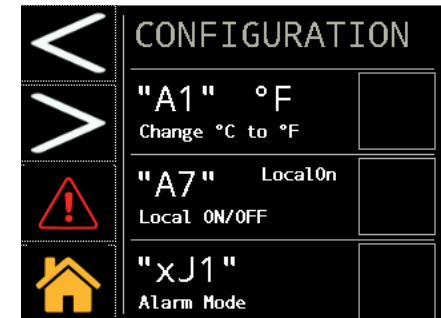 CONFIGURATION
"A1" °F
Change °C to °F
"A7" LocalOn
Local ON/OFF
"xJ1"
Alarm Mode